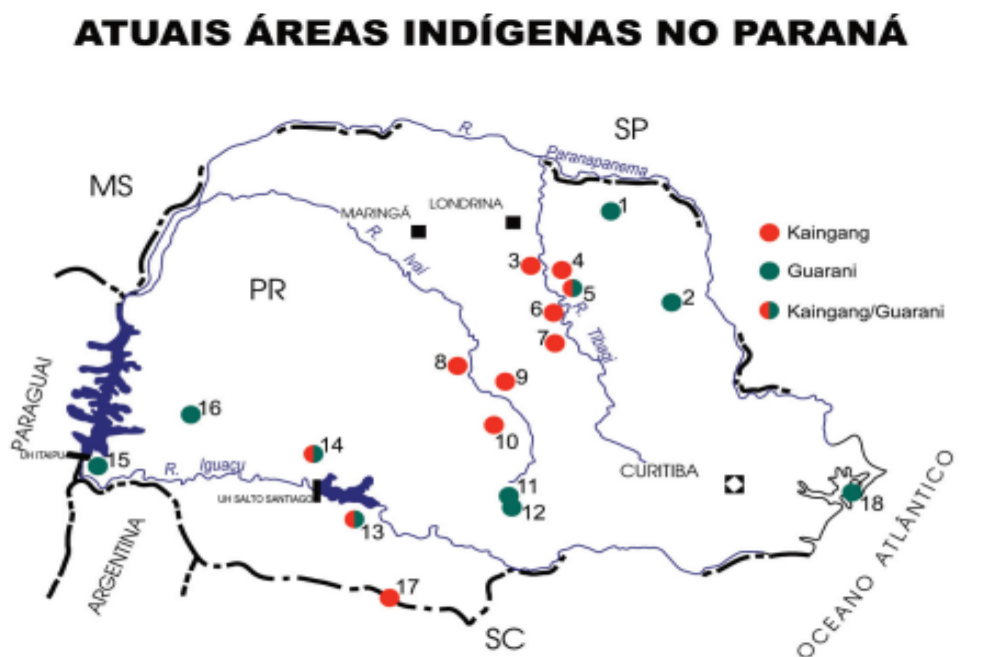 ATUAIS ÁREAS INDÍGENAS NO PARANÁ
SP
R.
Paranapanema
MS
1
MARINGÁ
LONDRINA
Kaingang
R.
Ivaí
3
4
Guarani
PR
5
2
Kaingang/Guarani
6
R.
Tibagi
7
8
9
PARAGUAI
16
10
14
UH ITAIPU
15
R.
Iguaçu
CURITIBA
UH SALTO SANTIAGO
11
12
18
13
ARGENTINA
OCEANO ATLÂNTICO
17
SC